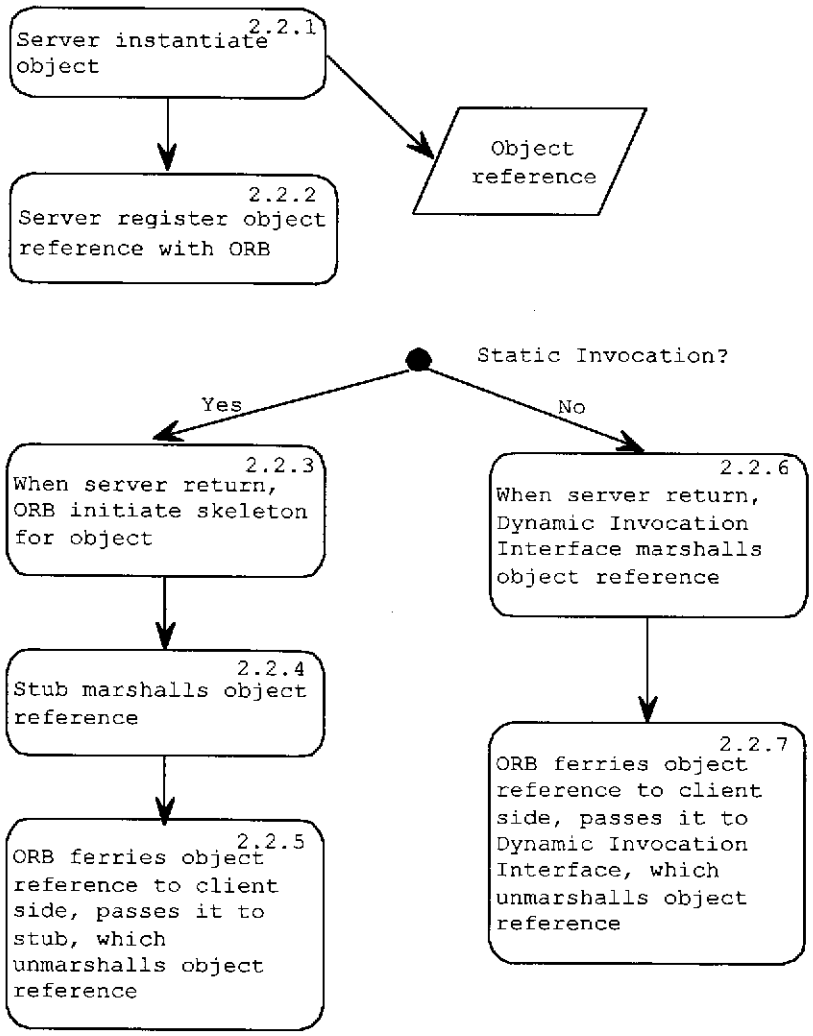 2.2.1
Server instantiate
object
Object
reference
2.2.2
Server register object
reference with ORB
Static Invocation?
Yes
No
2.2.3
When server return,
ORB initiate skeleton
for object
2.2.4
Stub marshalls object
reference
2.2.5
ORB ferries object
reference to client
side, passes it to
stub, which
unmarshalls object
reference
2.2.6
When server return,
Dynamic Invocation
Interface marshalls
object reference
2.2.7
ORB ferries object
reference to client
side, passes it to
Dynamic Invocation
Interface, which
unmarshalls object
reference